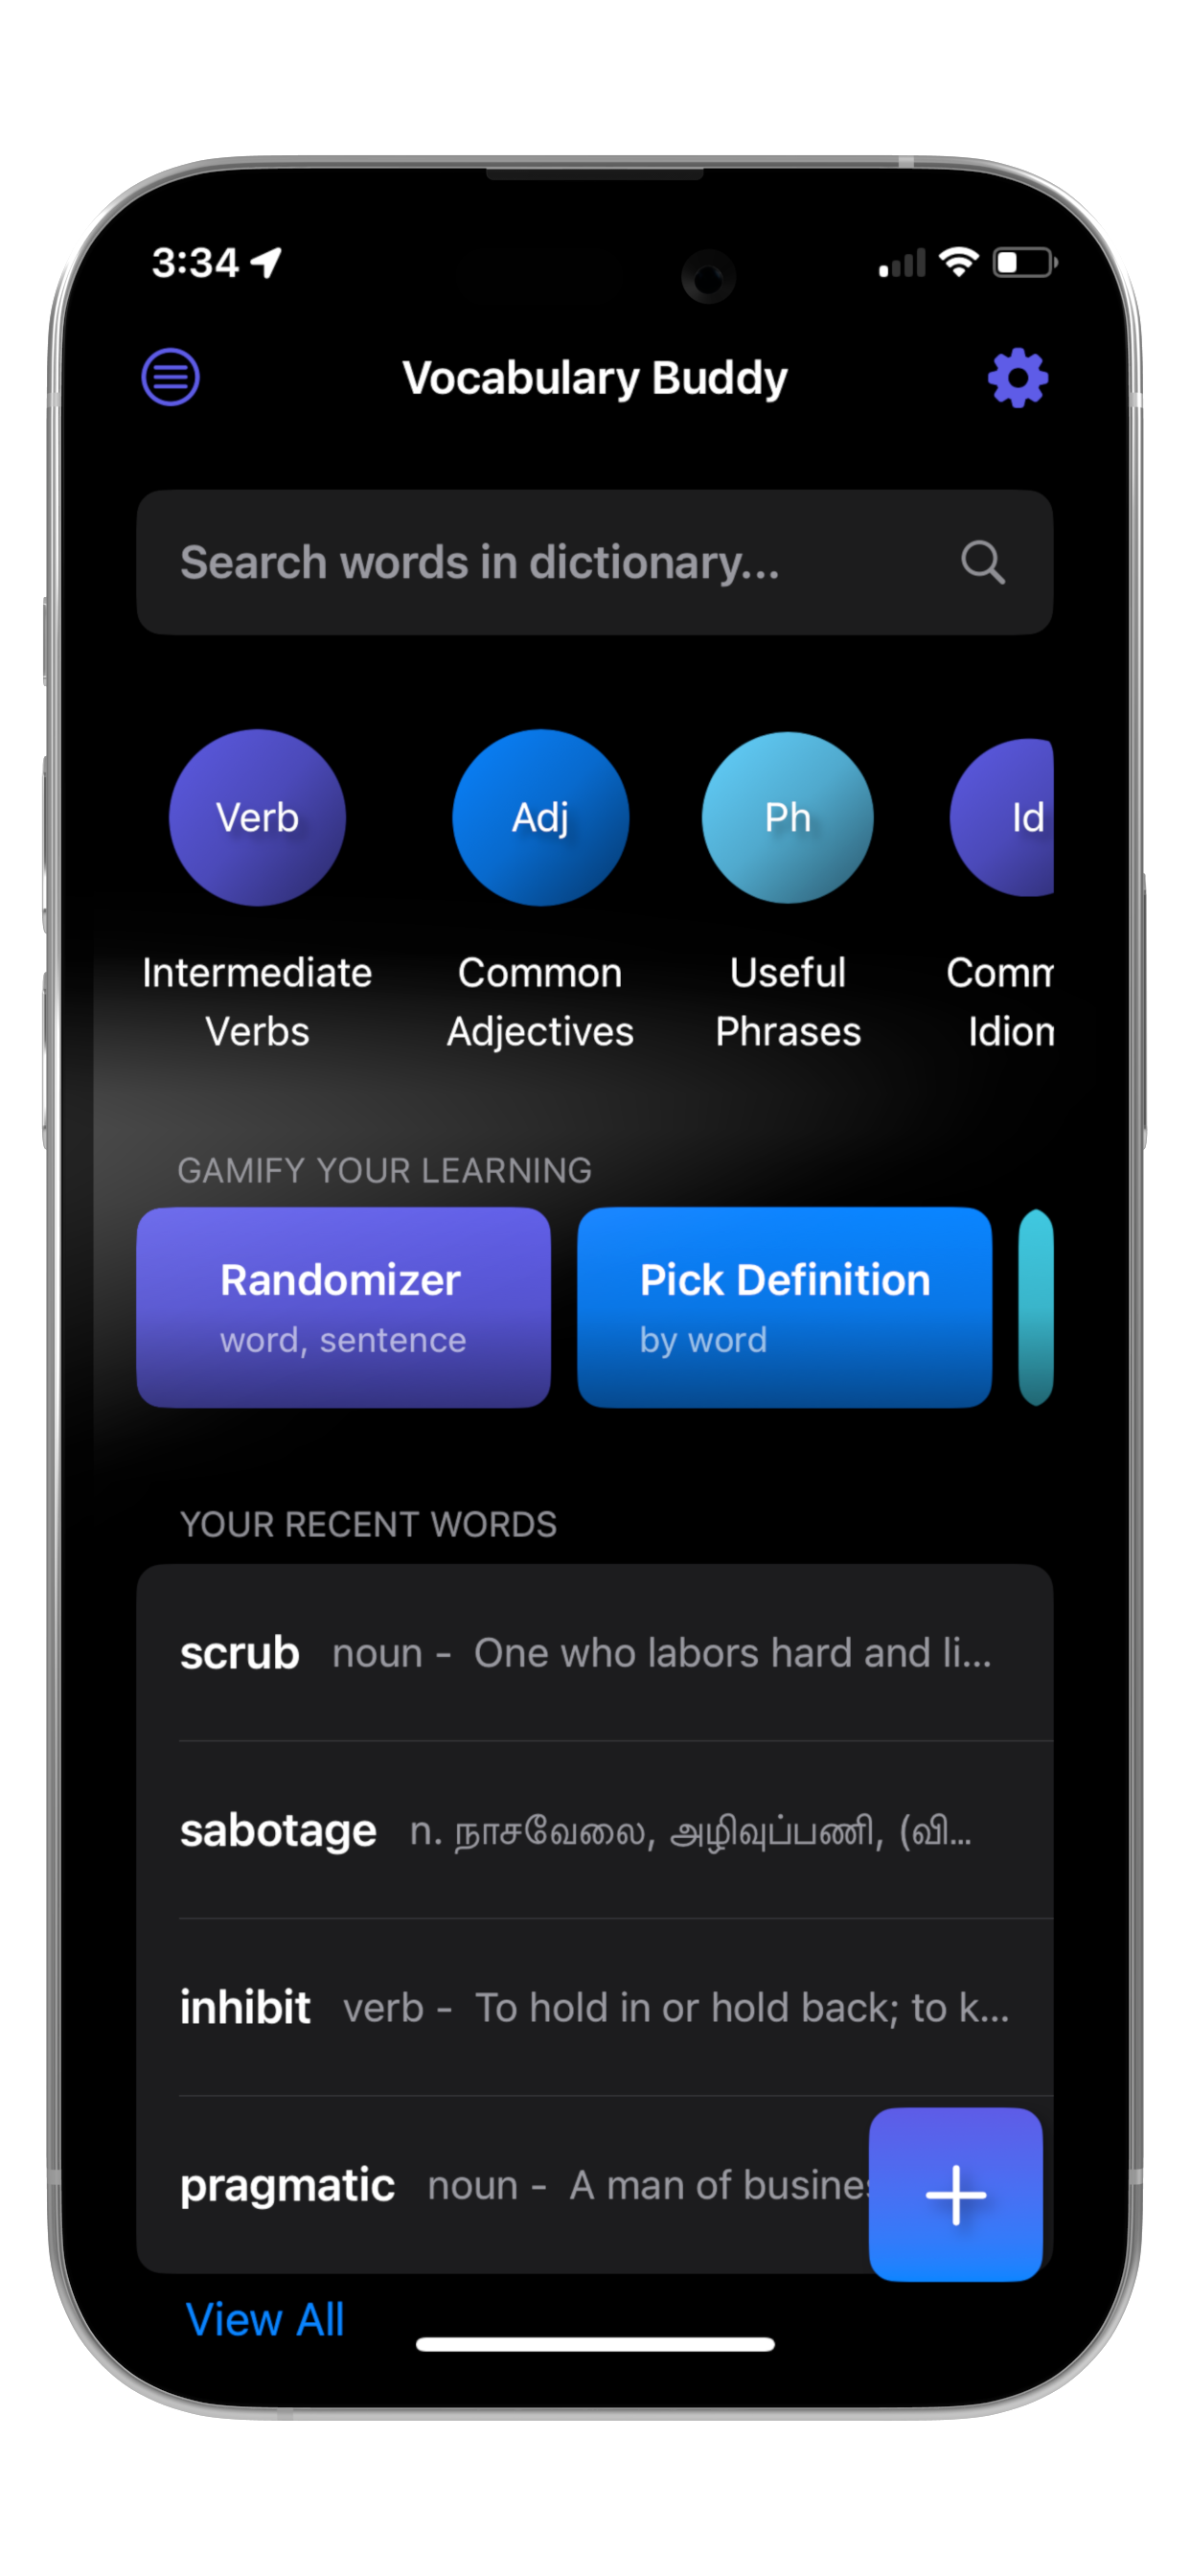 3:34
Vocabulary Buddy
Search words in dictionary...
Verb
Adj
Ph
Id
Intermediate
Verbs
Common
Adjectives
Useful
Phrases
Comm
Idiom
GAMIFY YOUR LEARNING
Randomizer
word, sentence
Pick Definition
by word
YOUR RECENT WORDS
scrub noun - One who labors hard and li...
sabotage n. நாசவேலை, அழிவுப்பணி, (வி...
inhibit verb - To hold in or hold back; to k...
pragmatic noun - A man of busines
+
View All